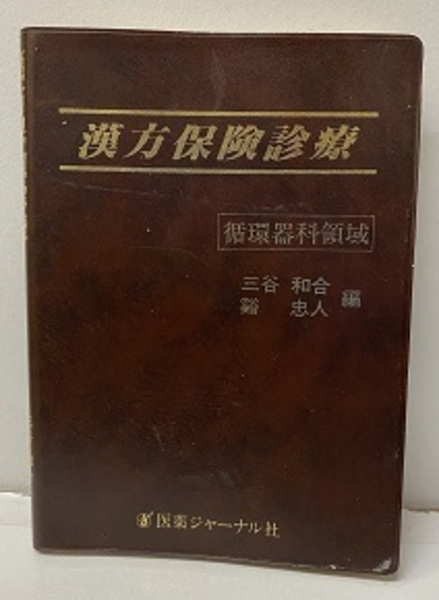 漢方保険診療
循環器科領域
三谷 和合
谿 忠人 編
医薬ジャーナル社